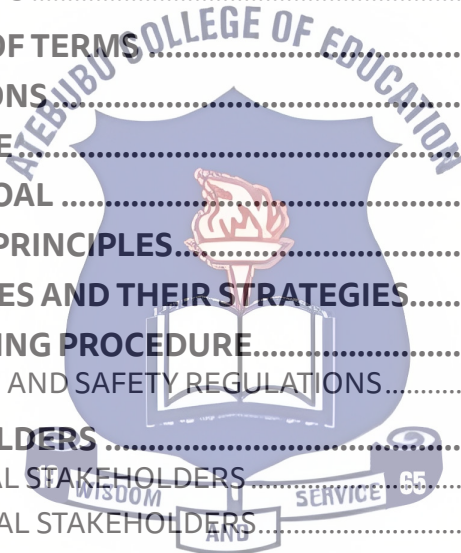 ATEBUBU COLLEGE OF EDUCATION
OF TERMS ........................................
ONS ........................................
E ........................................
OAL ........................................
PRINCIPLES ........................................
ES AND THEIR STRATEGIES ........
ING PROCEDURE ........................
AND SAFETY REGULATIONS ...........
LDERS ........................................
AL STAKEHOLDERS ........................
AL STAKEHOLDERS ........................
WISDOM AND SERVICE 65